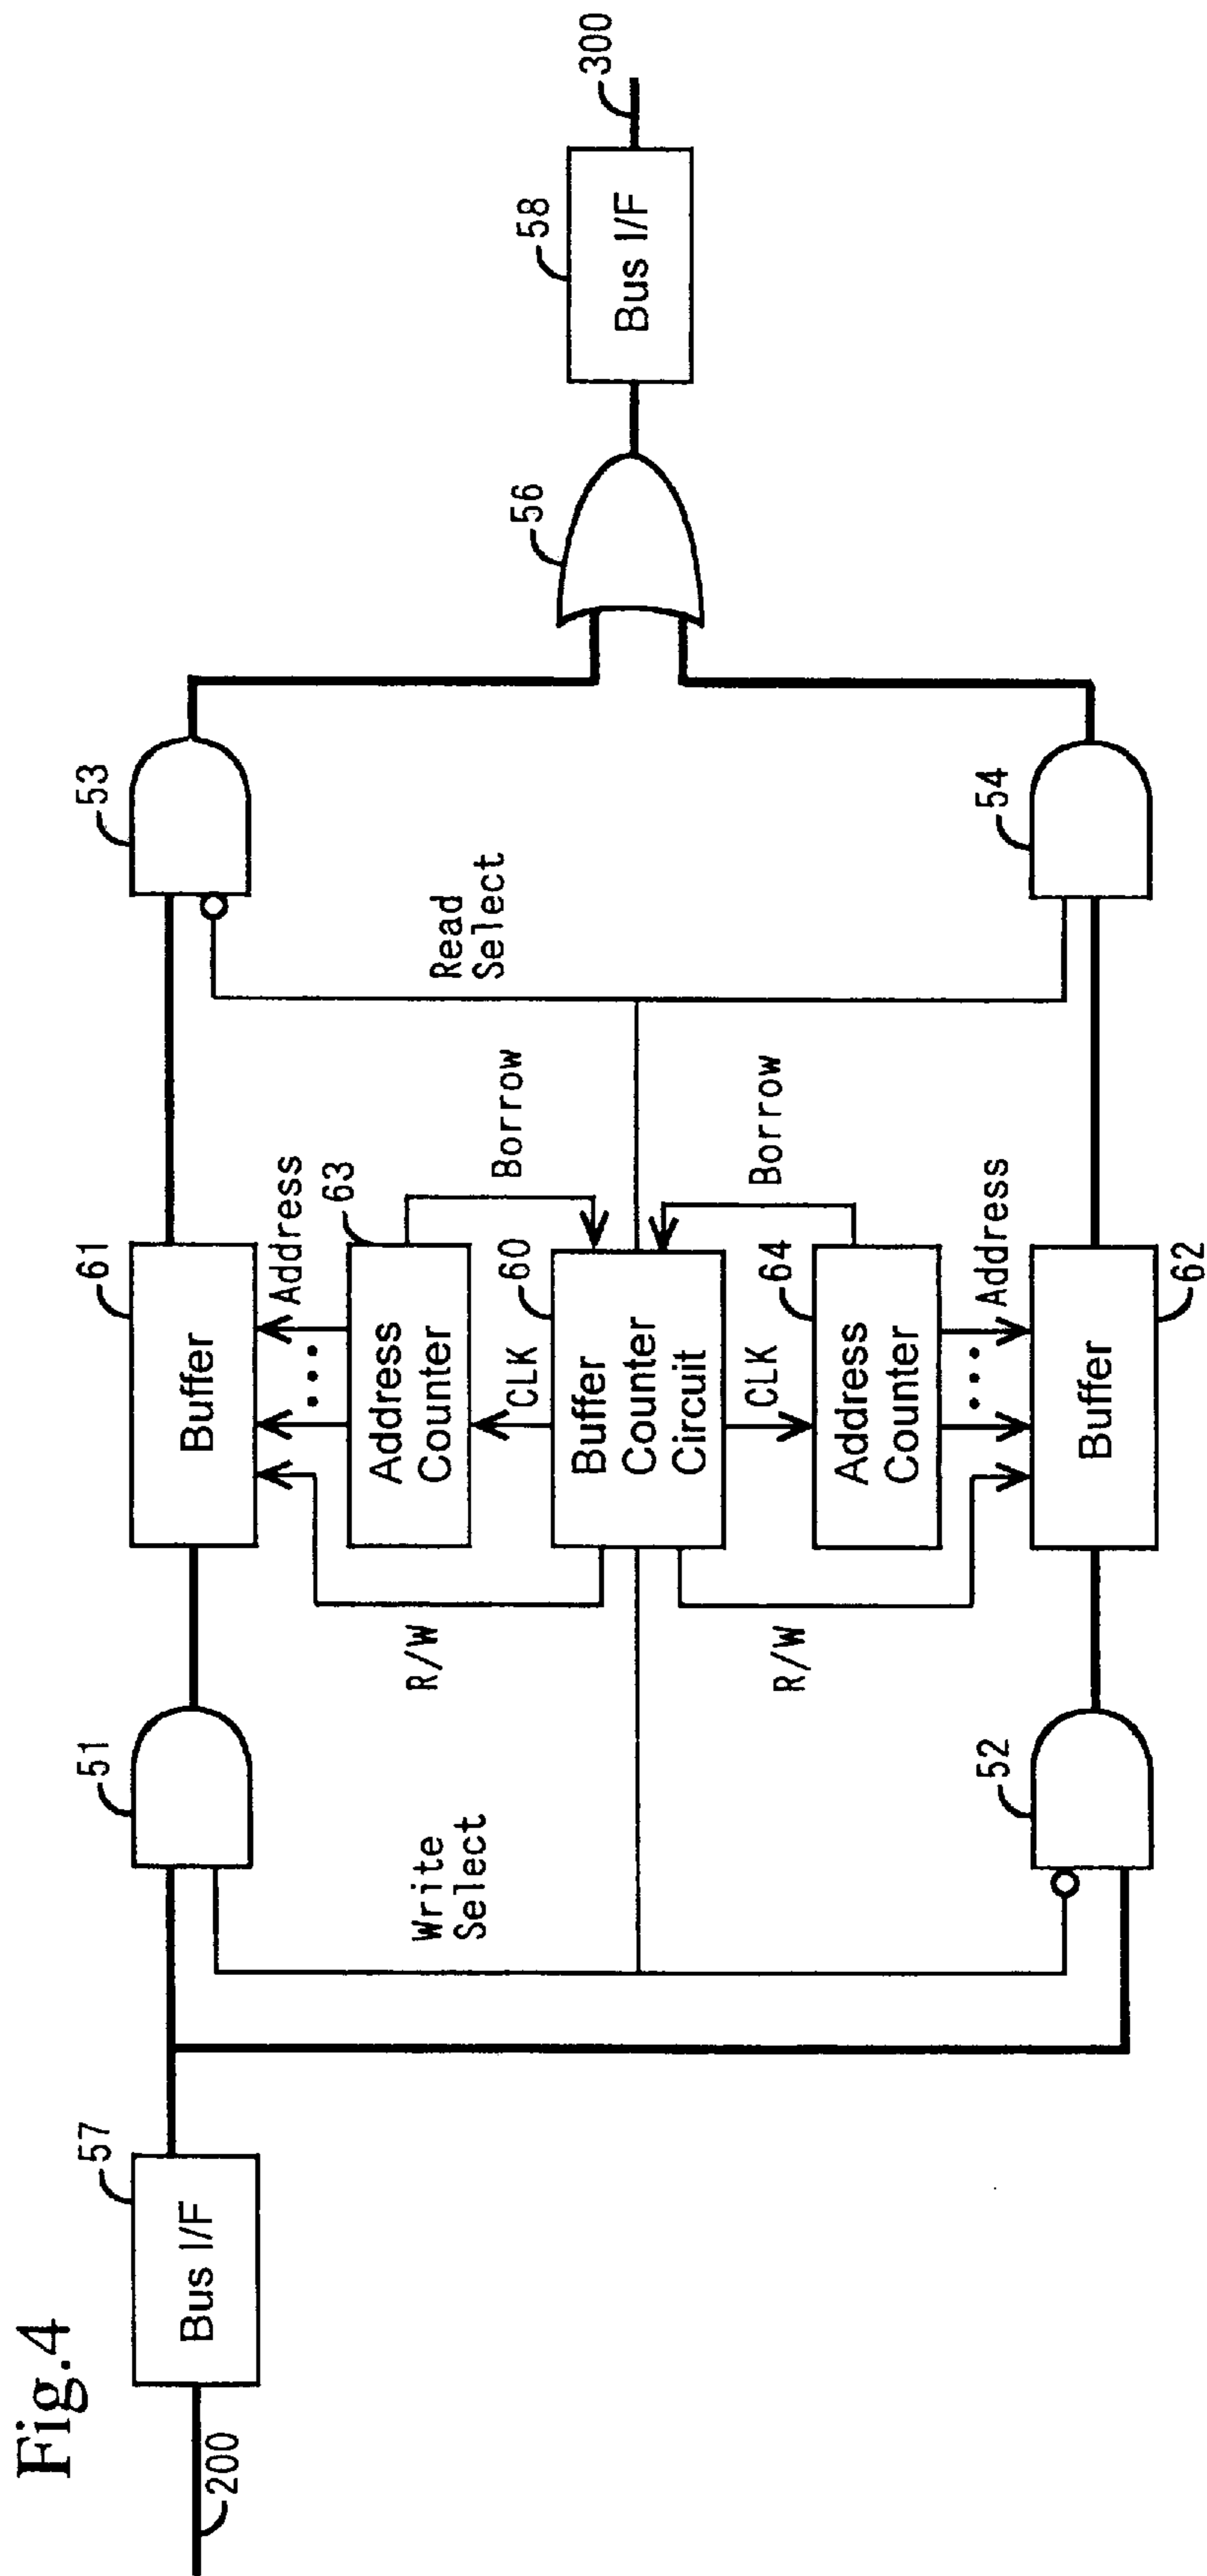 Fig.4
200
57
Bus I/F
51
Write
Select
52
R/W
R/W
61
Buffer
Address
63
Address
Counter
CLK
Borrow
60
Buffer
Counter
Circuit
CLK
Borrow
64
Address
Counter
Address
Buffer
62
53
Read
Select
54
56
58
Bus I/F
300